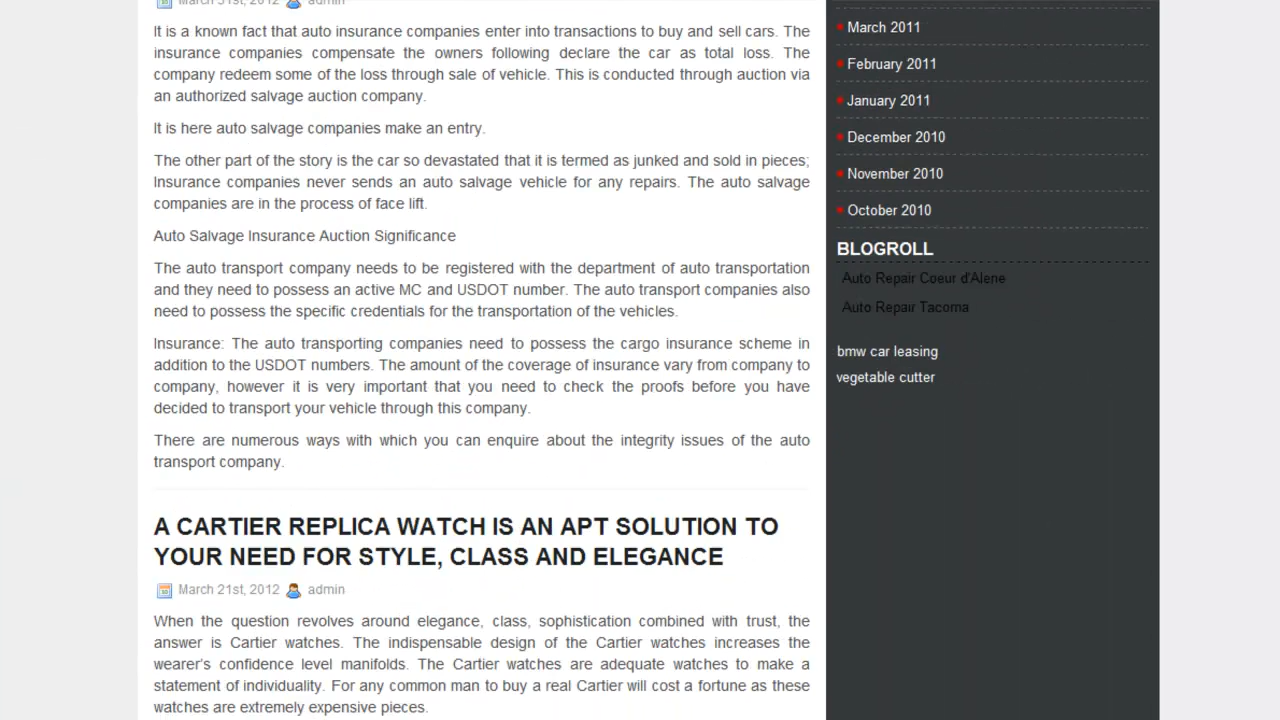 March 31st, 2012 admin
It is a known fact that auto insurance companies enter into transactions to buy and sell cars. The
insurance companies compensate the owners following declare the car as total loss. The
company redeem some of the loss through sale of vehicle. This is conducted through auction via
an authorized salvage auction company.
It is here auto salvage companies make an entry.
The other part of the story is the car so devastated that it is termed as junked and sold in pieces;
Insurance companies never sends an auto salvage vehicle for any repairs. The auto salvage
companies are in the process of face lift.
Auto Salvage Insurance Auction Significance
The auto transport company needs to be registered with the department of auto transportation
and they need to possess an active MC and USDOT number. The auto transport companies also
need to possess the specific credentials for the transportation of the vehicles.
Insurance: The auto transporting companies need to possess the cargo insurance scheme in
addition to the USDOT numbers. The amount of the coverage of insurance vary from company to
company, however it is very important that you need to check the proofs before you have
decided to transport your vehicle through this company.
There are numerous ways with which you can enquire about the integrity issues of the auto
transport company.
A CARTIER REPLICA WATCH IS AN APT SOLUTION TO
YOUR NEED FOR STYLE, CLASS AND ELEGANCE
March 21st, 2012 admin
When the question revolves around elegance, class, sophistication combined with trust, the
answer is Cartier watches. The indispensable design of the Cartier watches increases the
wearer's confidence level manifolds. The Cartier watches are adequate watches to make a
statement of individuality. For any common man to buy a real Cartier will cost a fortune as these
watches are extremely expensive pieces.
March 2011
February 2011
January 2011
December 2010
November 2010
October 2010
BLOGROLL
Auto Repair Coeur d'Alene
Auto Repair Tacoma
bmw car leasing
vegetable cutter